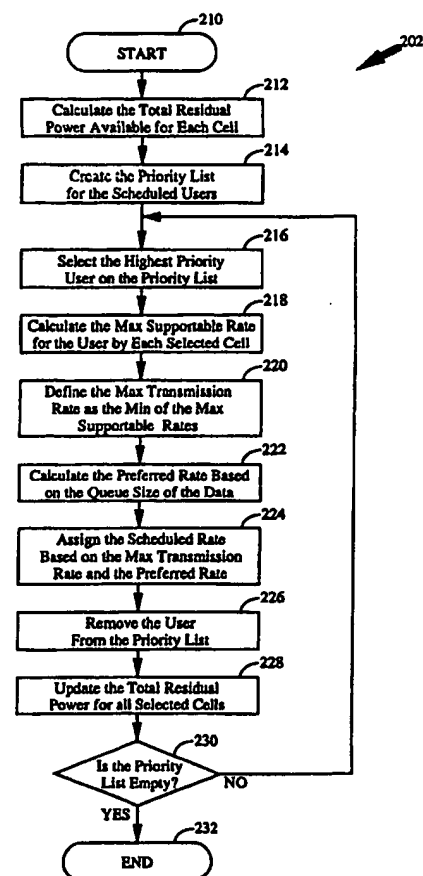 210
START
202
212
Calculate the Total Residual
Power Available for Each Cell
214
Create the Priority List
for the Scheduled Users
216
Select the Highest Priority
User on the Priority List
218
Calculate the Max Supportable Rate
for the User by Each Selected Cell
220
Define the Max Transmission
Rate as the Min of the Max
Supportable Rates
222
Calculate the Preferred Rate Based
on the Queue Size of the Data
224
Assign the Scheduled Rate
Based on the Max Transmission
Rate and the Preferred Rate
226
Remove the User
From the Priority List
228
Update the Total Residual
Power for all Selected Cells
230
Is the Priority
List Empty?
NO
YES
232
END